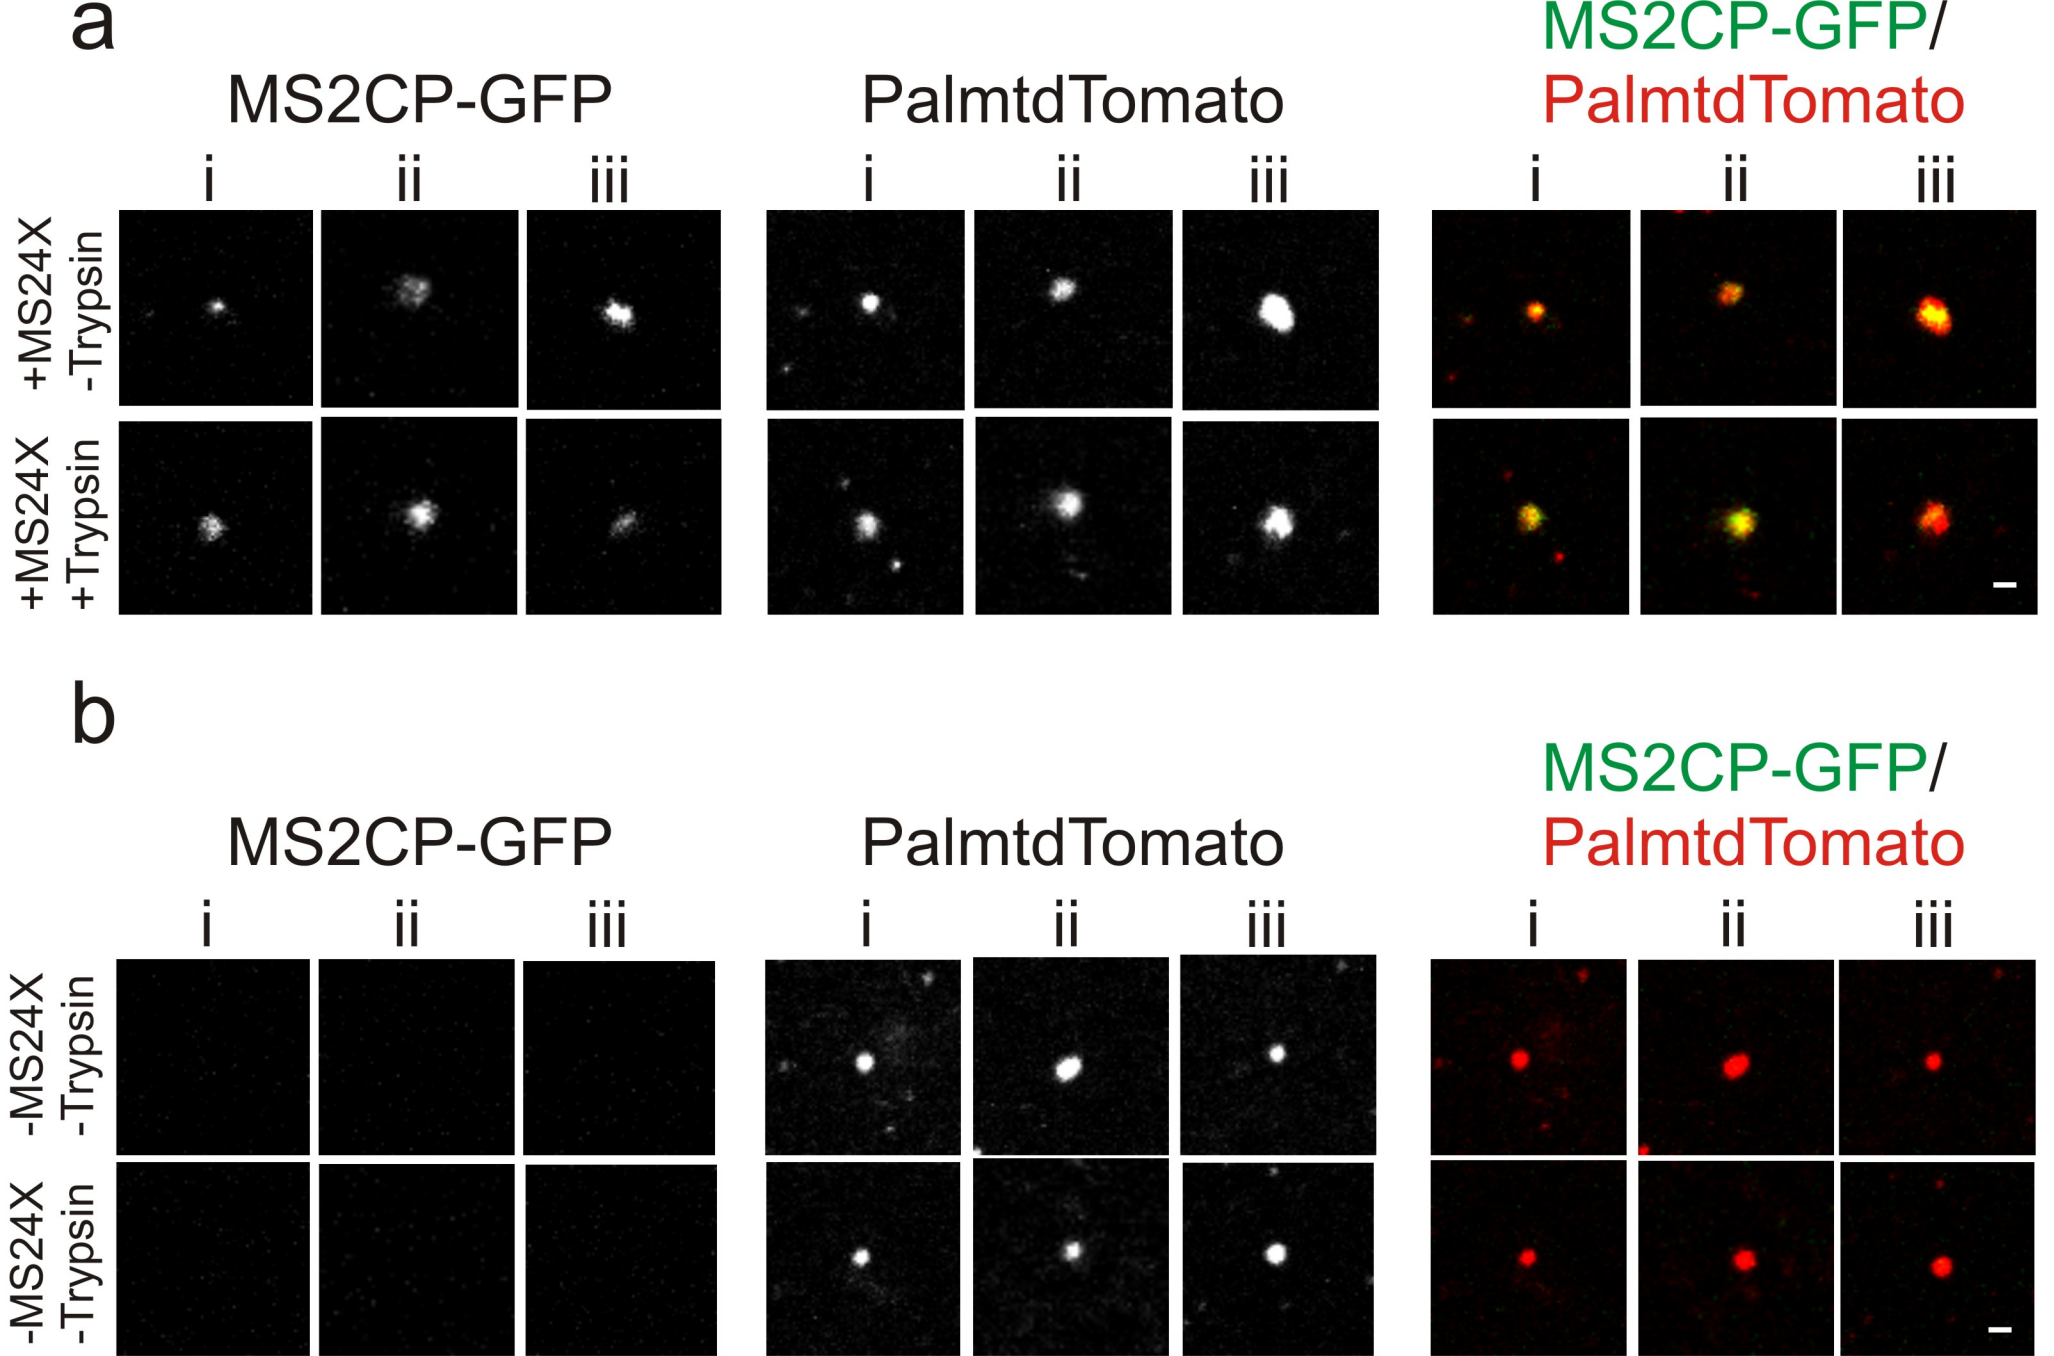 a
MS2CP-GFP
PalmtdTomato
MS2CP-GFP/
PalmtdTomato
i ii iii
i ii iii
i ii iii
+MS24X
-Trypsin
+MS24X
+Trypsin
b
MS2CP-GFP
PalmtdTomato
MS2CP-GFP/
PalmtdTomato
i ii iii
i ii iii
i ii iii
-MS24X
-Trypsin
-MS24X
-Trypsin